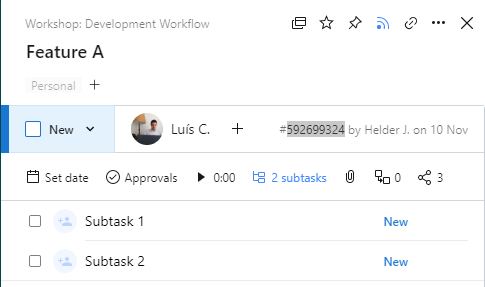 Workshop: Development Workflow
Feature A
Personal +
New Luís C. + #592699324 by Helder J. on 10 Nov
Set date Approvals 0:00 2 subtasks 0 3
Subtask 1 New
Subtask 2 New